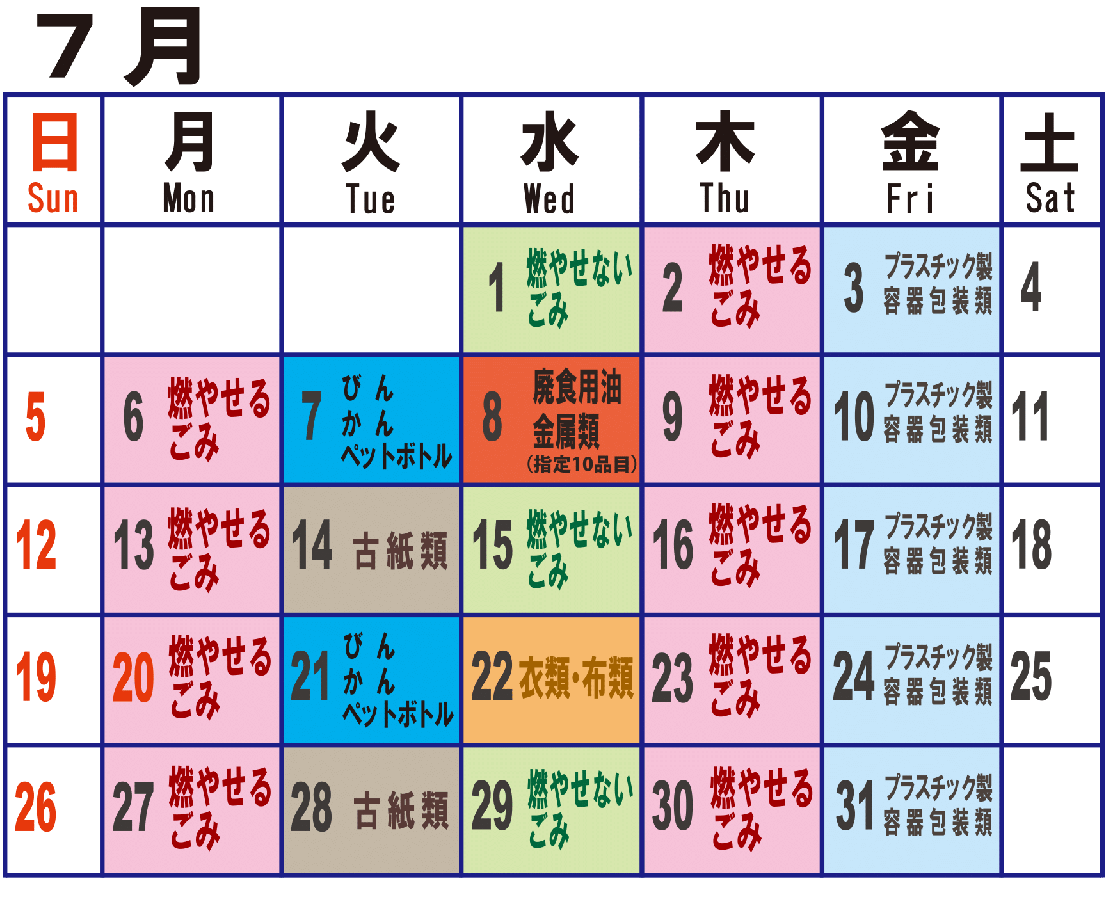 7月
日 月 火 水 木 金 土
Sun Mon Tue Wed Thu Fri Sat
1 燃やせない
ごみ
2 燃やせる
ごみ
3 プラスチック製
容器包装類
4
5
6 燃やせる
ごみ
7 びん
かん
ペットボトル
8 廃食用油
金属類
(指定10品目)
9 燃やせる
ごみ
10 プラスチック製
容器包装類
11
12
13 燃やせる
ごみ
14 古紙類
15 燃やせない
ごみ
16 燃やせる
ごみ
17 プラスチック製
容器包装類
18
19
20 燃やせる
ごみ
21 びん
かん
ペットボトル
22 衣類・布類
23 燃やせる
ごみ
24 プラスチック製
容器包装類
25
26
27 燃やせる
ごみ
28 古紙類
29 燃やせない
ごみ
30 燃やせる
ごみ
31 プラスチック製
容器包装類